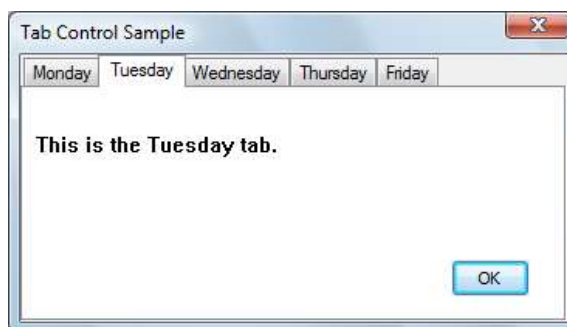 Tab Control Sample
Monday Tuesday Wednesday Thursday Friday
This is the Tuesday tab.
OK